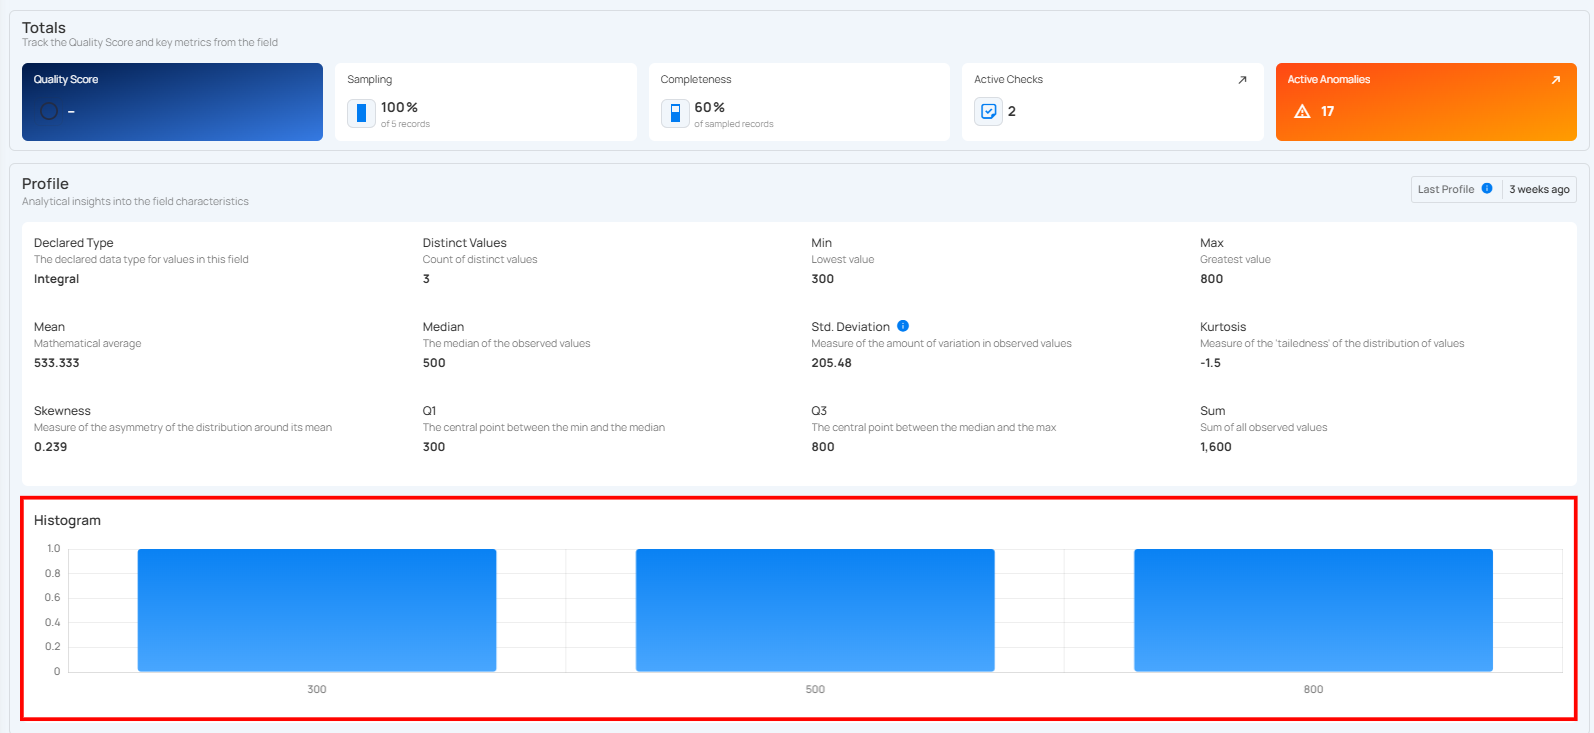 Totals
Track the Quality Score and key metrics from the field
Quality Score
–
Sampling
100%
of 5 records
Completeness
60%
of sampled records
Active Checks
2
Active Anomalies
17
Profile
Analytical insights into the field characteristics
Last Profile 3 weeks ago
Declared Type
The declared data type for values in this field
Integral
Distinct Values
Count of distinct values
3
Min
Lowest value
300
Max
Greatest value
800
Mean
Mathematical average
533.333
Median
The median of the observed values
500
Std. Deviation
Measure of the amount of variation in observed values
205.48
Kurtosis
Measure of the 'tailedness' of the distribution of values
-1.5
Skewness
Measure of the asymmetry of the distribution around its mean
0.239
Q1
The central point between the min and the median
300
Q3
The central point between the median and the max
800
Sum
Sum of all observed values
1,600
Histogram
1.0
0.8
0.6
0.4
0.2
0
300 500 800